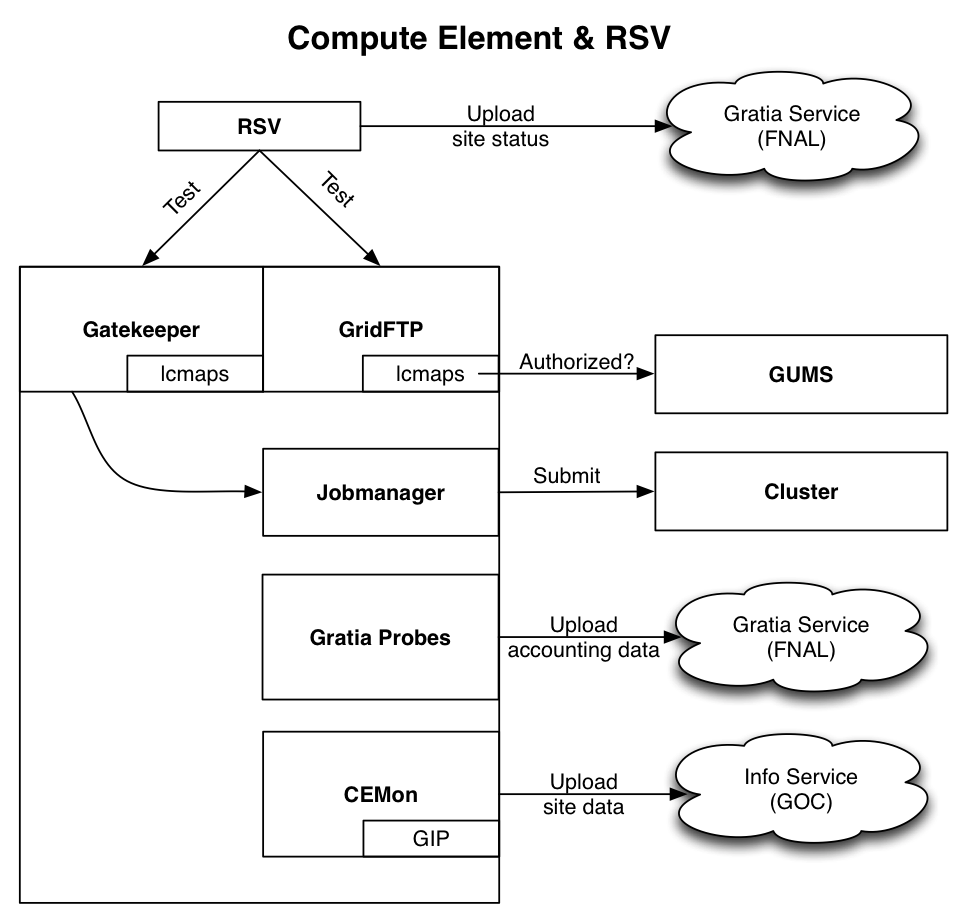 Compute Element & RSV
RSV
Upload
site status
Gratia Service
(FNAL)
Test
Test
Gatekeeper
lcmaps
GridFTP
lcmaps
Authorized?
GUMS
Jobmanager
Submit
Cluster
Gratia Probes
Upload
accounting data
Gratia Service
(FNAL)
CEMon
GIP
Upload
site data
Info Service
(GOC)